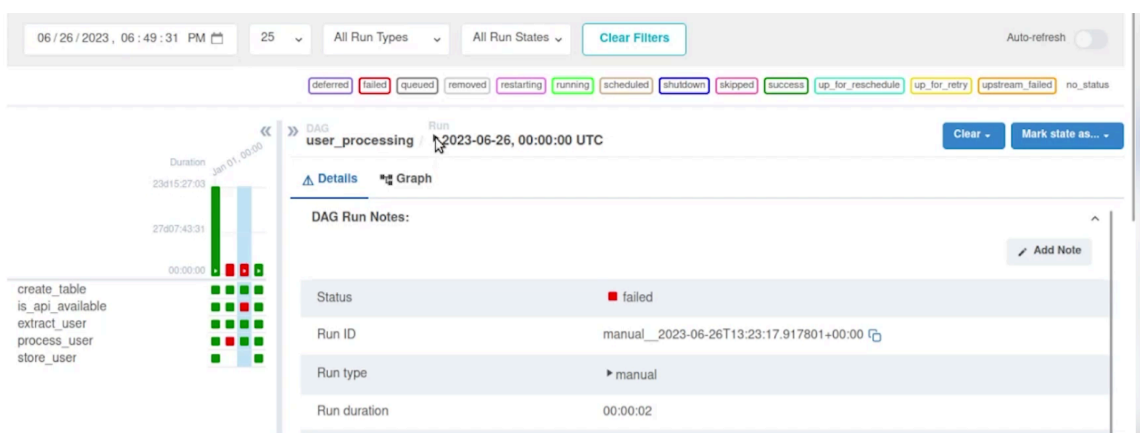 06/26/2023, 06:49:31 PM 25 All Run Types All Run States Clear Filters Auto-refresh
deferred failed queued removed restarting running scheduled shutdown skipped success up_for_reschedule up_for_retry upstream_failed no_status
DAG Run
user_processing / 2023-06-26, 00:00:00 UTC
Clear Mark state as...
Details Graph
DAG Run Notes:
Add Note
Status failed
Run ID manual__2023-06-26T13:23:17.917801+00:00
Run type manual
Run duration 00:00:02
Jan 01, 00:00
Duration
23d15:27:03
27d07:43:31
00:00:00
create_table
is_api_available
extract_user
process_user
store_user